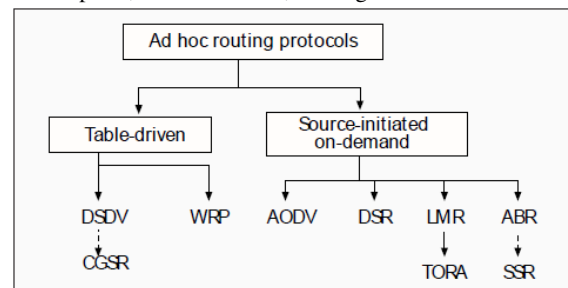 Ad hoc routing protocols
Table-driven
Source-initiated
on-demand
DSDV WRP AODV DSR LMR ABR
CGSR TORA SSR